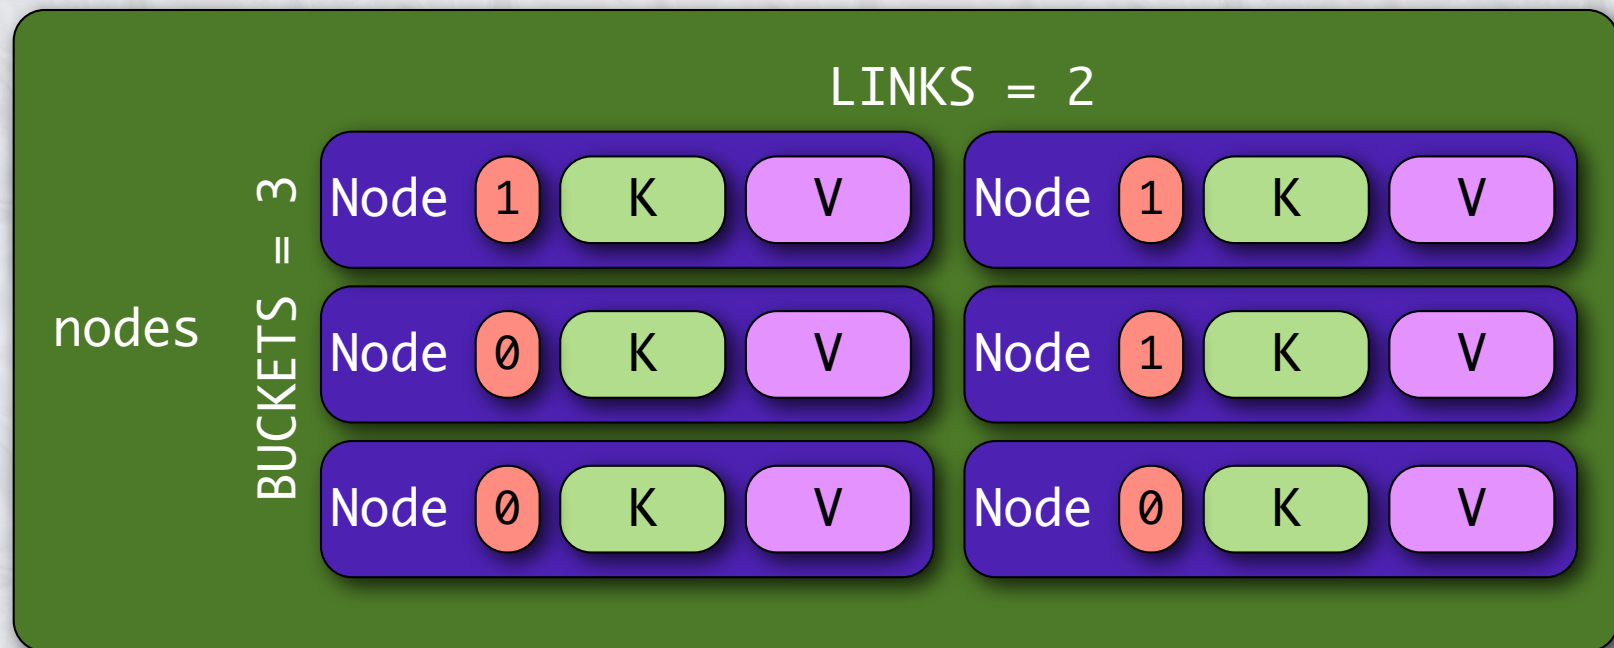 LINKS = 2
BUCKETS = 3
nodes
Node 1 K V Node 1 K V
Node 0 K V Node 1 K V
Node 0 K V Node 0 K V